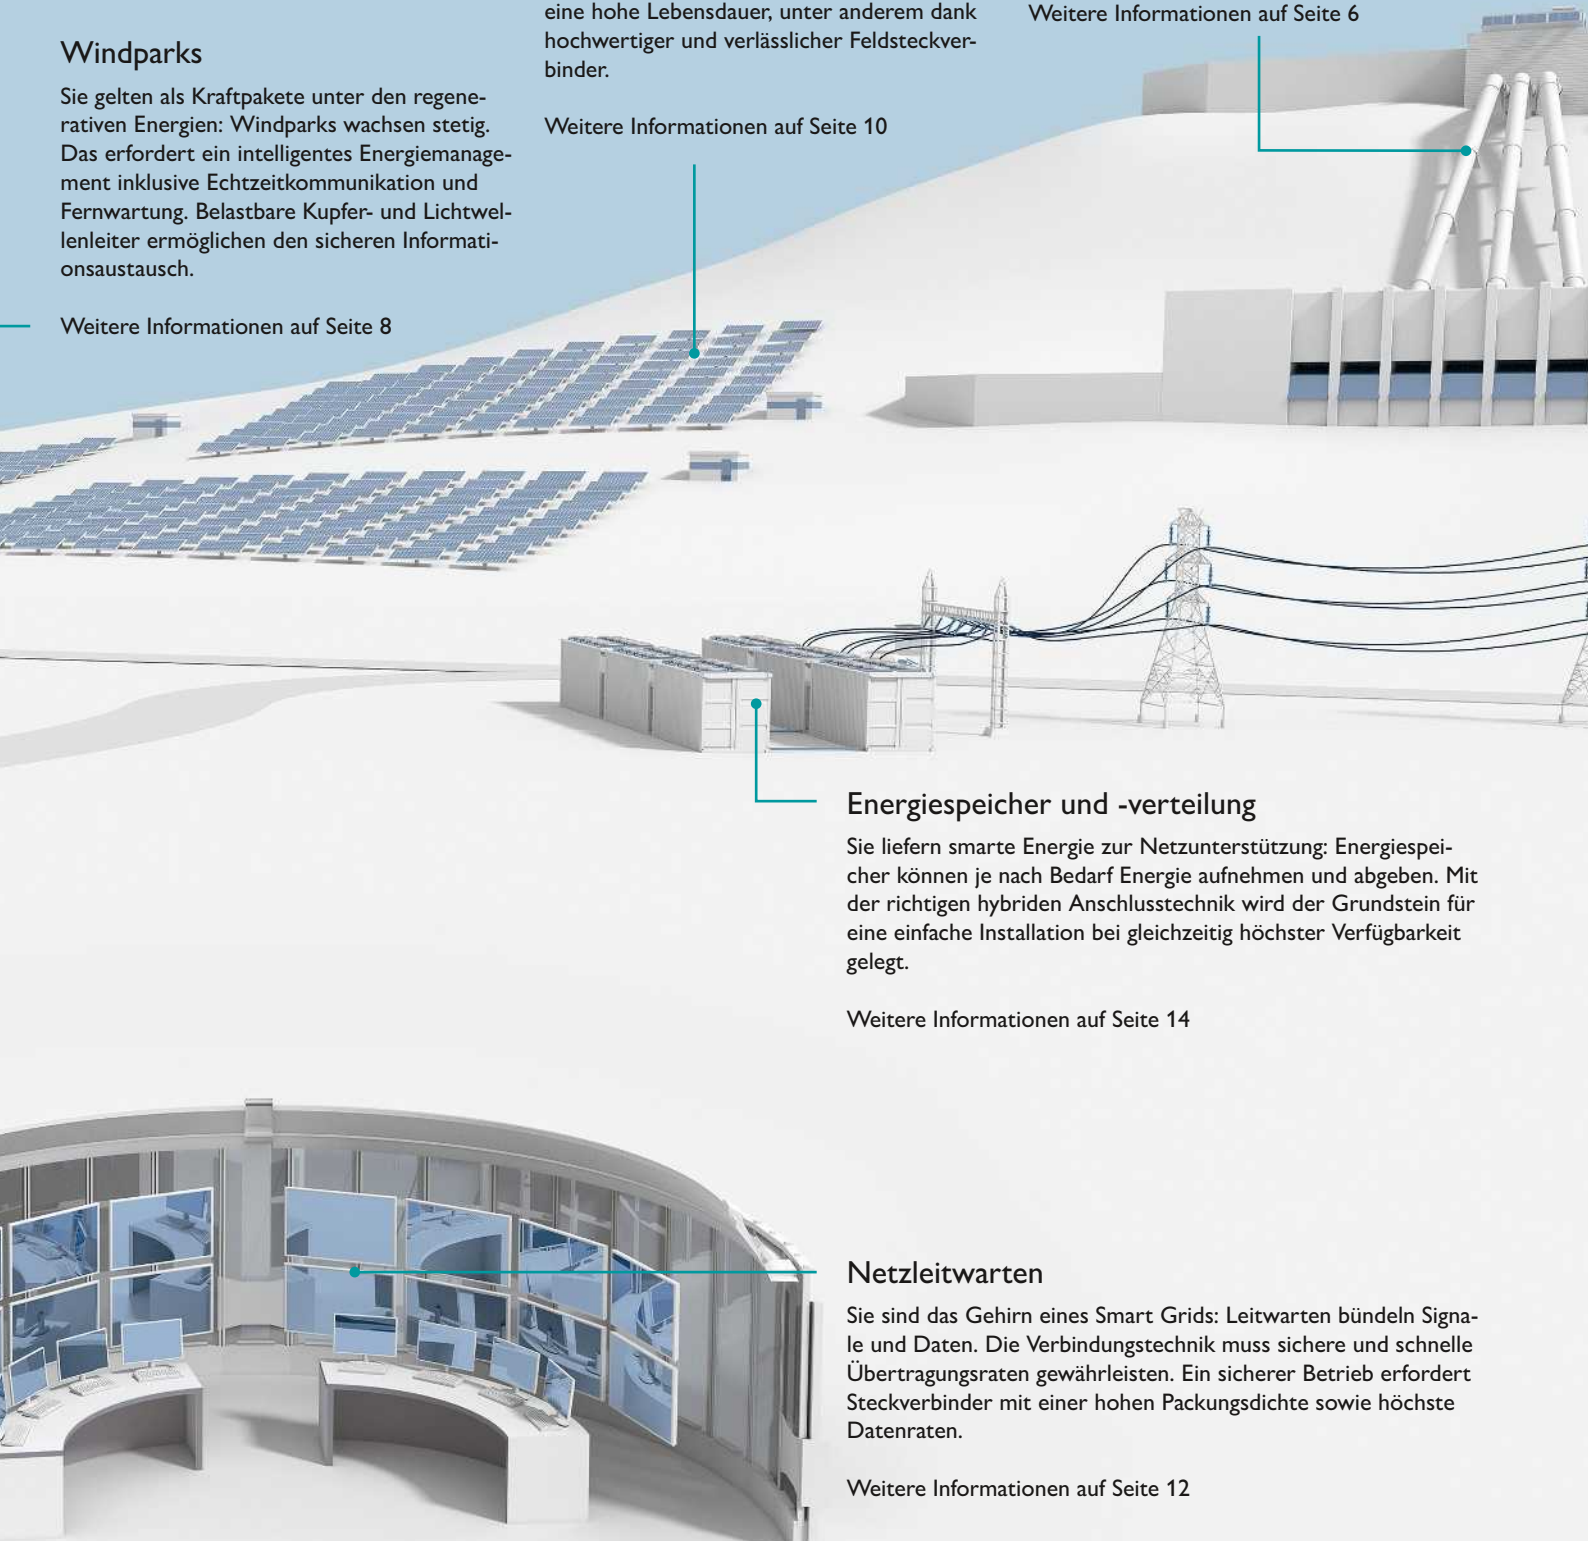 Windparks
Sie gelten als Kraftpakete unter den regene-
rativen Energien: Windparks wachsen stetig.
Das erfordert ein intelligentes Energiemanage-
ment inklusive Echtzeitkommunikation und
Fernwartung. Belastbare Kupfer- und Lichtwel-
lenleiter ermöglichen den sicheren Informati-
onsaustausch.
Weitere Informationen auf Seite 8
eine hohe Lebensdauer, unter anderem dank
hochwertiger und verlässlicher Feldsteckver-
binder.
Weitere Informationen auf Seite 10
Weitere Informationen auf Seite 6
Energiespeicher und -verteilung
Sie liefern smarte Energie zur Netzunterstützung: Energiespei-
cher können je nach Bedarf Energie aufnehmen und abgeben. Mit
der richtigen hybriden Anschlusstechnik wird der Grundstein für
eine einfache Installation bei gleichzeitig höchster Verfügbarkeit
gelegt.
Weitere Informationen auf Seite 14
Netzleitwarten
Sie sind das Gehirn eines Smart Grids: Leitwarten bündeln Signa-
le und Daten. Die Verbindungstechnik muss sichere und schnelle
Übertragungsraten gewährleisten. Ein sicherer Betrieb erfordert
Steckverbinder mit einer hohen Packungsdichte sowie höchste
Datenraten.
Weitere Informationen auf Seite 12